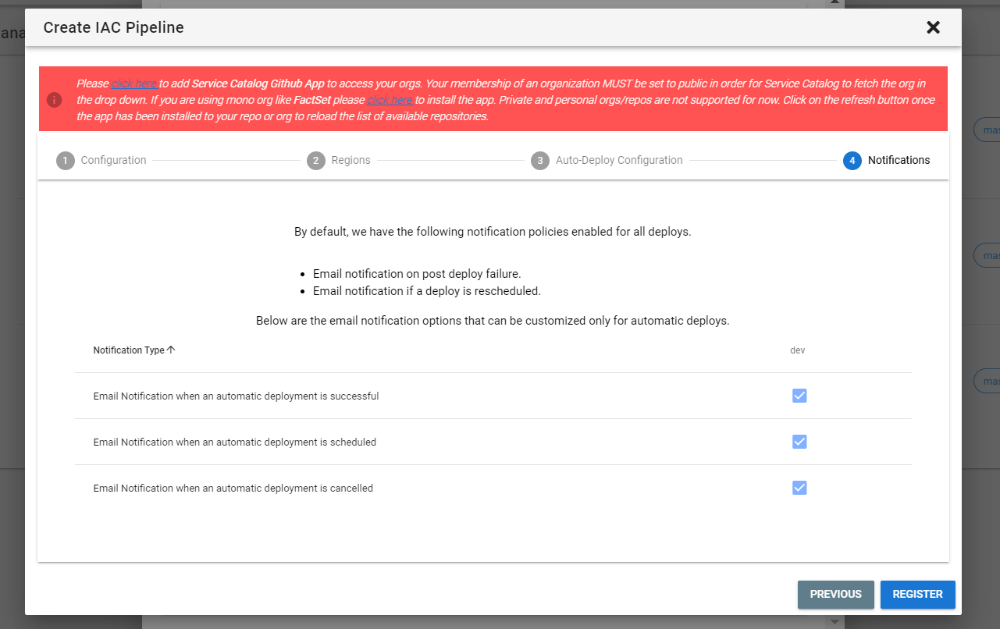 Create IAC Pipeline
Please click here to add Service Catalog Github App to access your orgs. Your membership of an organization MUST be set to public in order for Service Catalog to fetch the org in
the drop down. If you are using mono org like FactSet please click here to install the app. Private and personal orgs/repos are not supported for now. Click on the refresh button once
the app has been installed to your repo or org to reload the list of available repositories.
1 Configuration 2 Regions 3 Auto-Deploy Configuration 4 Notifications
By default, we have the following notification policies enabled for all deploys.
• Email notification on post deploy failure.
• Email notification if a deploy is rescheduled.
Below are the email notification options that can be customized only for automatic deploys.
Notification Type dev
Email Notification when an automatic deployment is successful
Email Notification when an automatic deployment is scheduled
Email Notification when an automatic deployment is cancelled
PREVIOUS REGISTER